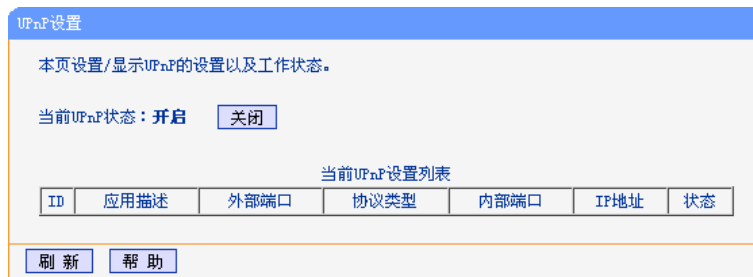 UPnP设置
本页设置/显示UPnP的设置以及工作状态。
当前UPnP状态：开启 关闭
当前UPnP设置列表
ID 应用描述 外部端口 协议类型 内部端口 IP地址 状态
刷 新 帮 助